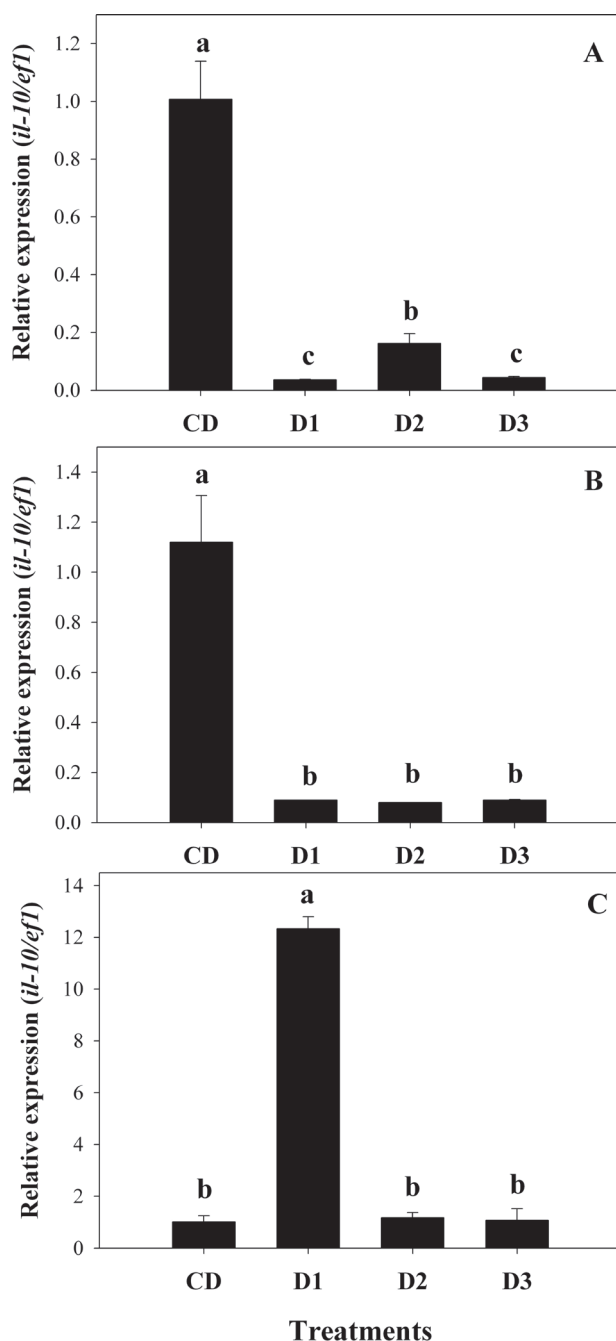 A
Relative expression (il-10/ef1)
1.2
1.0
0.8
0.6
0.4
0.2
0.0
a
c
b
c
CD D1 D2 D3
B
Relative expression (il-10/ef1)
1.4
1.2
1.0
0.8
0.6
0.4
0.2
0.0
a
b
b
b
CD D1 D2 D3
C
Relative expression (il-10/ef1)
14
12
10
8
6
4
2
0
b
a
b
b
CD D1 D2 D3
Treatments